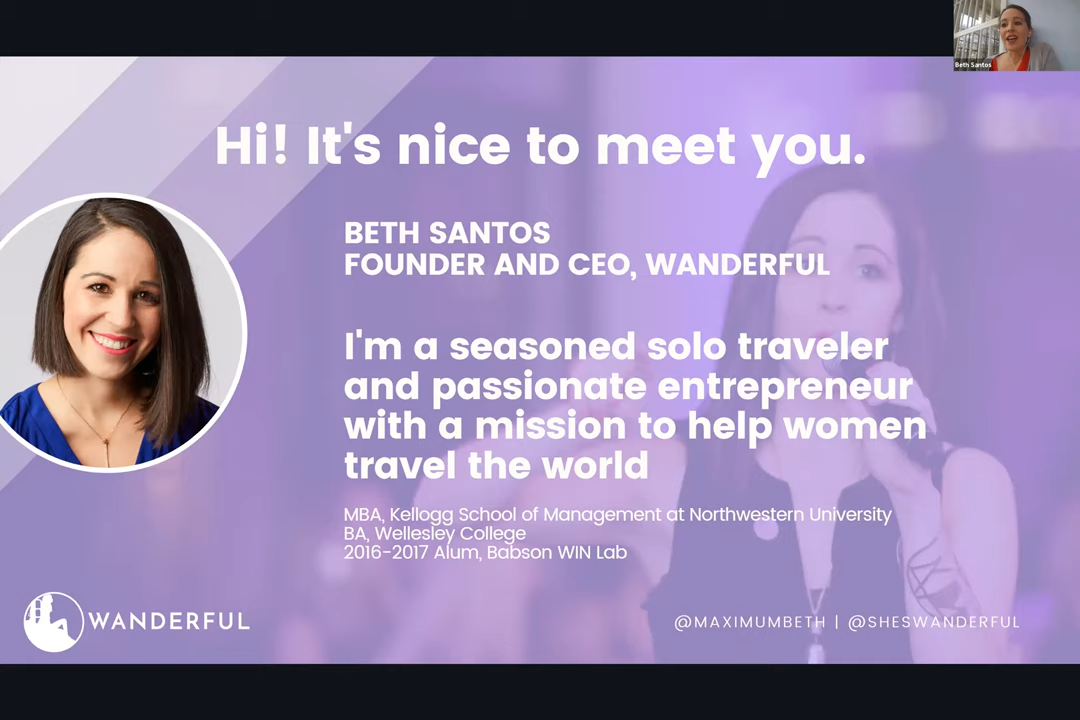 Beth Santos
Hi! It's nice to meet you.
BETH SANTOS
FOUNDER AND CEO, WANDERFUL
I'm a seasoned solo traveler
and passionate entrepreneur
with a mission to help women
travel the world
MBA, Kellogg School of Management at Northwestern University
BA, Wellesley College
2016-2017 Alum, Babson WIN Lab
WANDERFUL
@MAXIMUMBETH | @SHESWANDERFUL